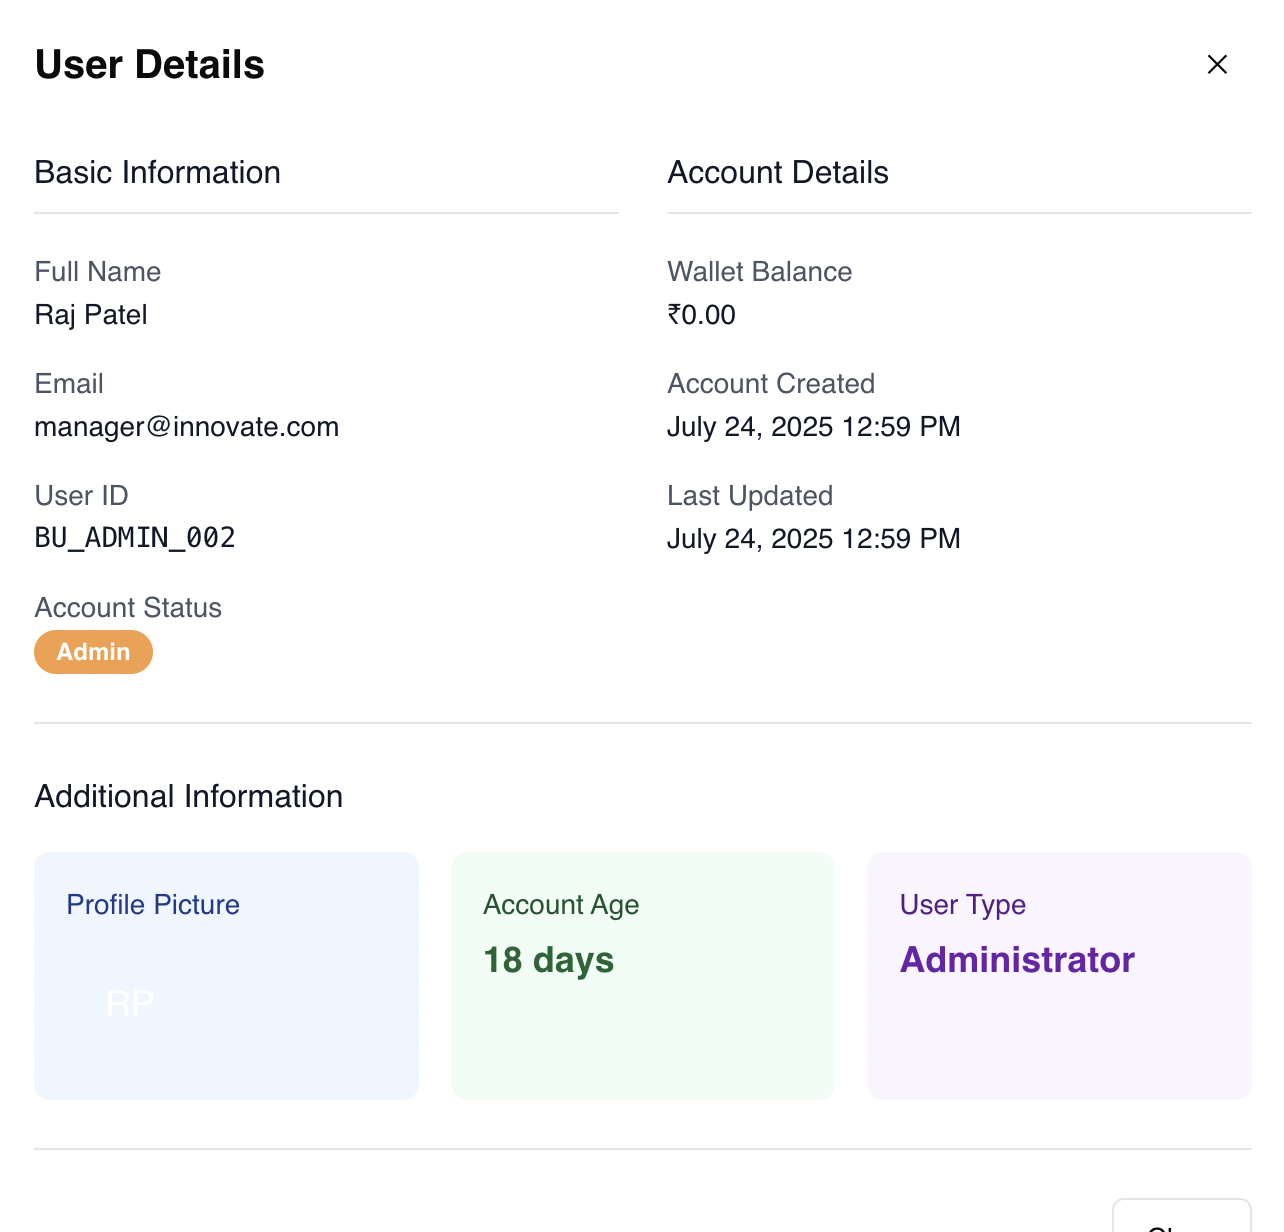 User Details
Basic Information
Full Name
Raj Patel
Email
manager@innovate.com
User ID
BU_ADMIN_002
Account Status
Admin
Account Details
Wallet Balance
₹0.00
Account Created
July 24, 2025 12:59 PM
Last Updated
July 24, 2025 12:59 PM
Additional Information
Profile Picture
RP
Account Age
18 days
User Type
Administrator